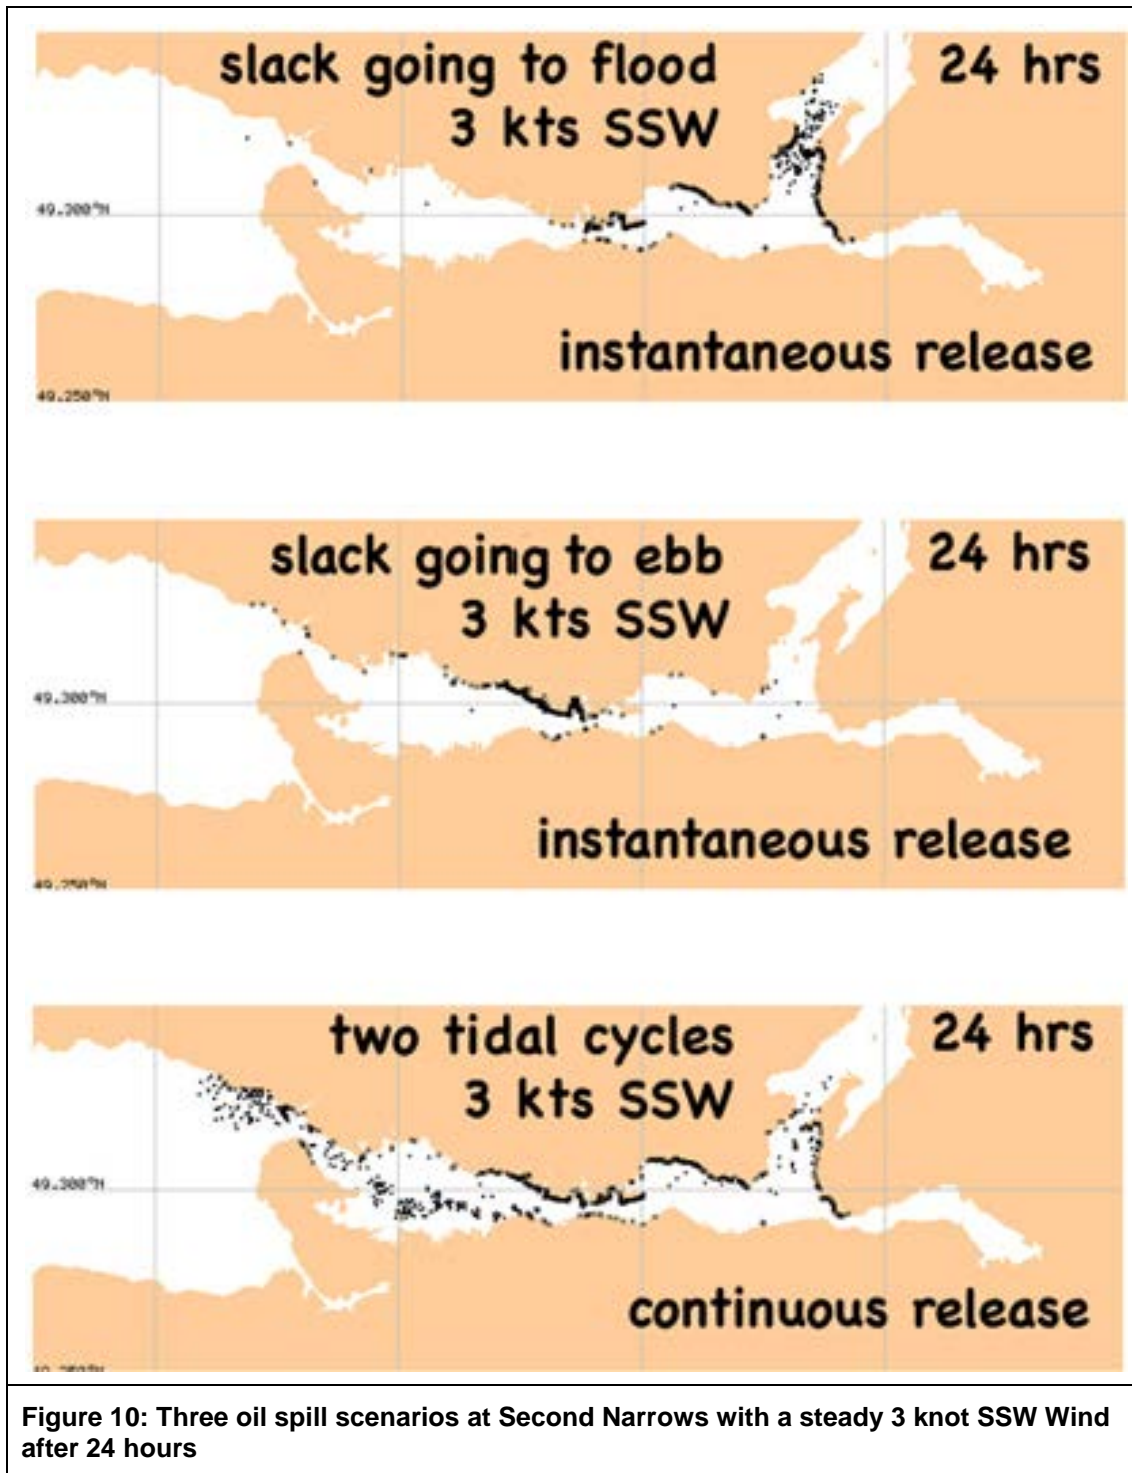 slack going to flood 24 hrs
3 kts SSW
49.300°N
instantaneous release
49.250°N
slack going to ebb 24 hrs
3 kts SSW
49.300°N
instantaneous release
49.250°N
two tidal cycles 24 hrs
3 kts SSW
49.300°N
continuous release
Figure 10: Three oil spill scenarios at Second Narrows with a steady 3 knot SSW Wind
after 24 hours